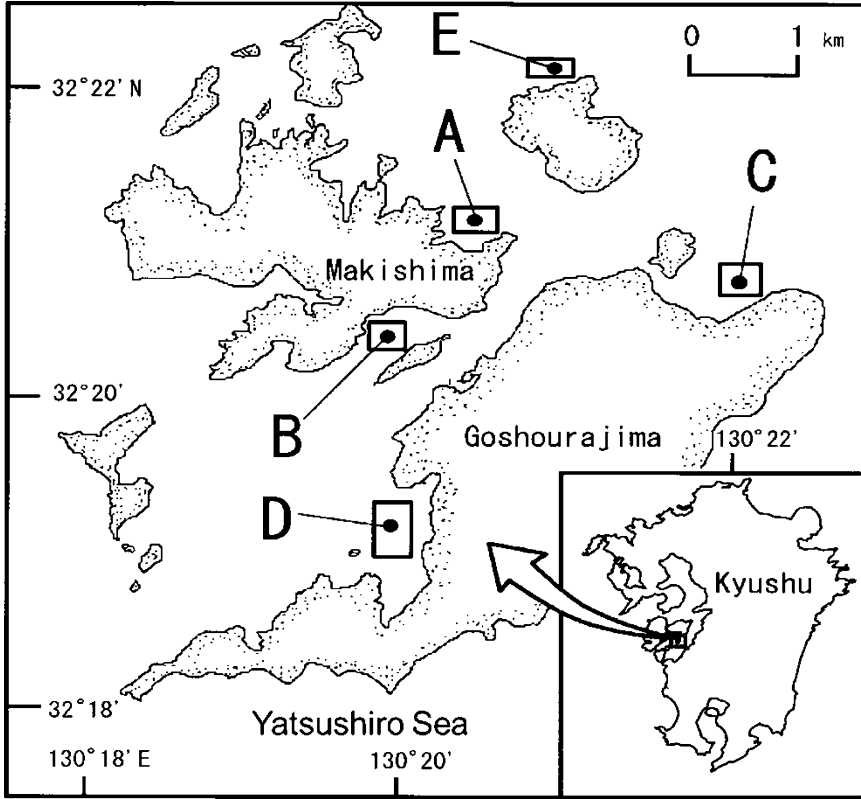 E
0 1 km
32°22'N
A
C
Makishima
32°20'
B
Goshourajima
130°22'
D
Kyushu
32°18'
Yatsushiro Sea
130°18'E
130°20'